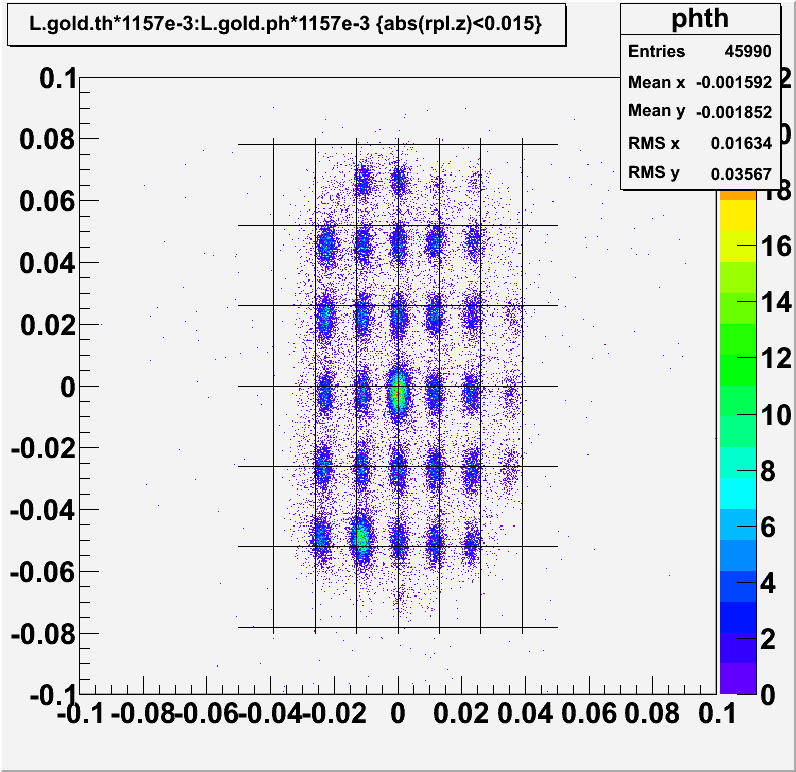 L.gold.th*1157e-3:L.gold.ph*1157e-3 {abs(rpl.z)<0.015}
phth
Entries 45990
Mean x -0.001592
Mean y -0.001852
RMS x 0.01634
RMS y 0.03567
0.1
0.08
0.06
0.04
0.02
0
-0.02
-0.04
-0.06
-0.08
-0.1
-0.1 -0.08 -0.06 -0.04 -0.02 0 0.02 0.04 0.06 0.08 0.1
18
16
14
12
10
8
6
4
2
0